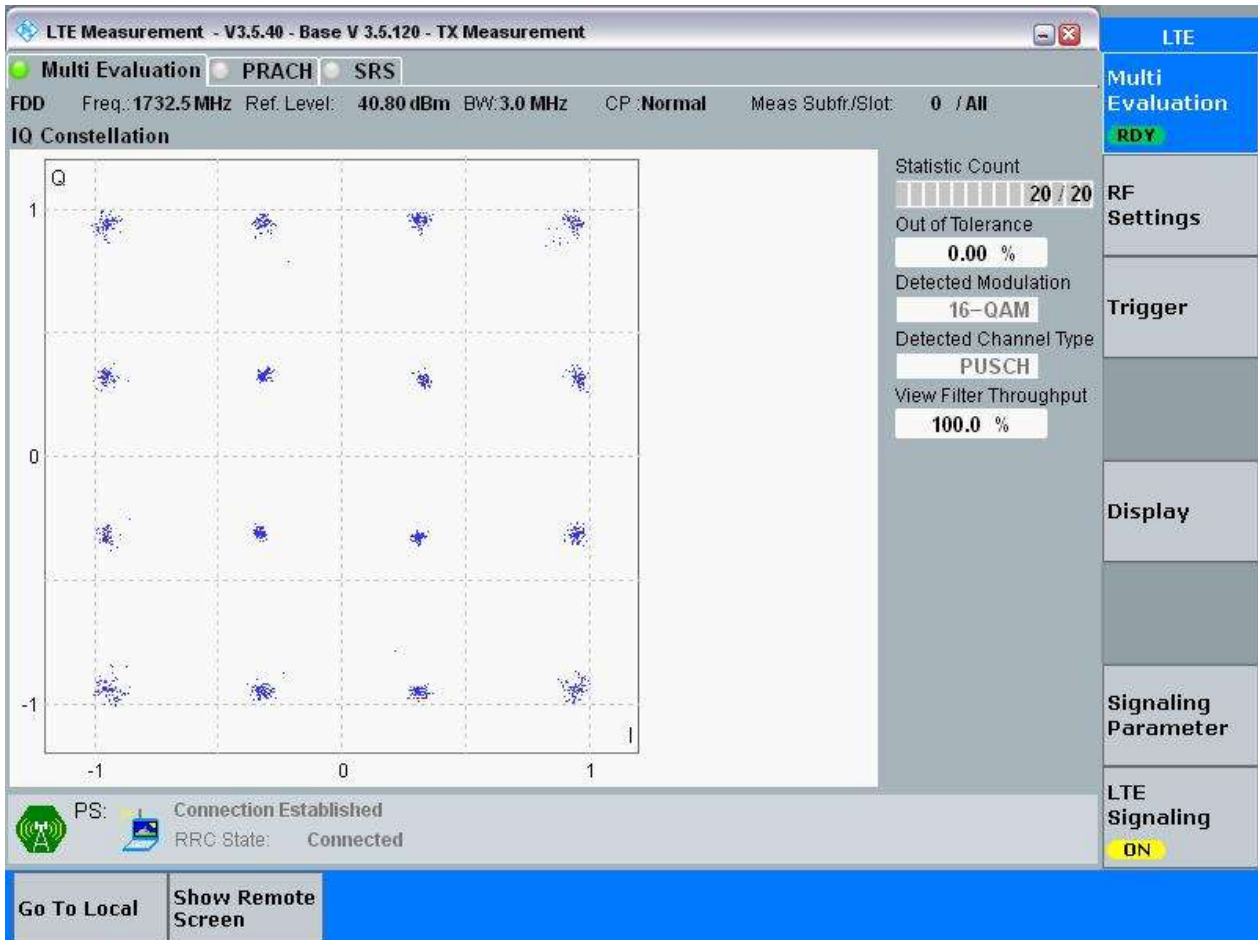 LTE Measurement - V3.5.40 - Base V 3.5.120 - TX Measurement
Multi Evaluation PRACH SRS
FDD Freq.:1732.5 MHz Ref. Level: 40.80 dBm BW:3.0 MHz CP :Normal Meas Subfr./Slot: 0 / All
IQ Constellation
Q
1
0
-1
I
-1 0 1
Statistic Count
20 / 20
Out of Tolerance
0.00 %
Detected Modulation
16-QAM
Detected Channel Type
PUSCH
View Filter Throughput
100.0 %
PS: Connection Established
RRC State: Connected
LTE
Multi
Evaluation
RDY
RF
Settings
Trigger
Display
Signaling
Parameter
LTE
Signaling
ON
Go To Local
Show Remote
Screen